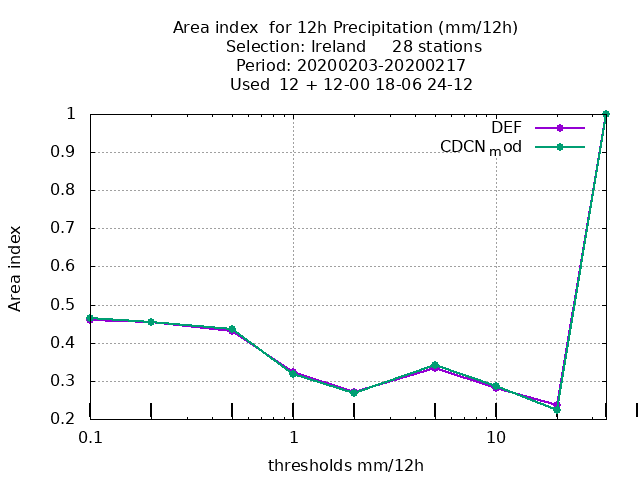 Area index  for 12h Precipitation (mm/12h)
Selection: Ireland     28 stations
Period: 20200203-20200217
Used  12 + 12-00 18-06 24-12
DEF
CDCNmod
1
0.9
0.8
0.7
0.6
0.5
0.4
0.3
0.2
Area index
0.1
1
10
thresholds mm/12h